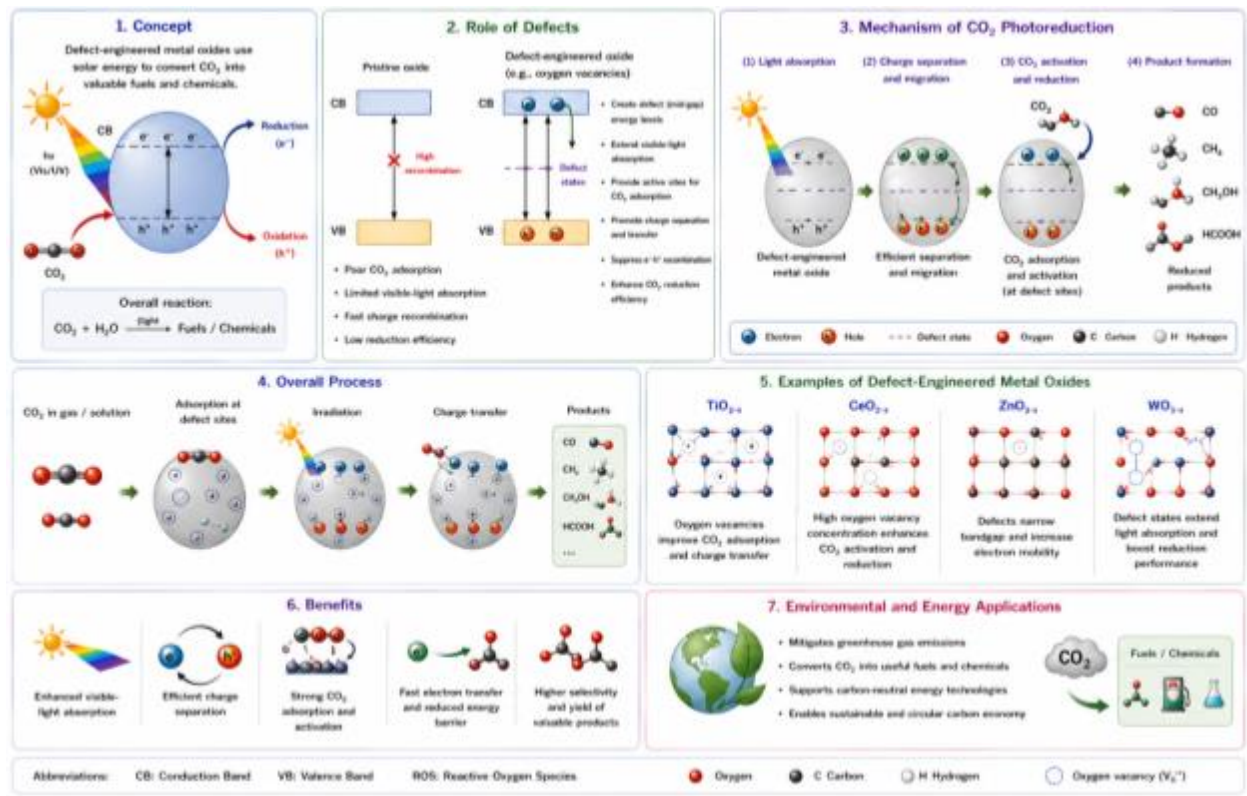 1. Concept
Defect-engineered metal oxides use
solar energy to convert CO₂ into
valuable fuels and chemicals.
CB
e⁻ e⁻ e⁻
Reduction
(e⁻)
hν
(Vis/UV)
h⁺ h⁺ h⁺
Oxidation
(h⁺)
CO₂
Overall reaction:
CO₂ + H₂O → Fuels / Chemicals
2. Role of Defects
Pristine oxide
CB
High
recombination
VB
• Poor CO₂ adsorption
• Limited visible-light absorption
• Fast charge recombination
• Low reduction efficiency
Defect-engineered oxide
(e.g., oxygen vacancies)
CB
Defect
states
VB
• Create defect (mid-gap)
energy levels
• Extend visible-light
absorption
• Provide active sites for
CO₂ adsorption
• Promote charge separation
and transfer
• Suppress e⁻-h⁺ recombination
• Enhance CO₂ reduction
efficiency
3. Mechanism of CO₂ Photoreduction
(1) Light absorption
e⁻ e⁻
h⁺ h⁺
Defect-engineered
metal oxide
(2) Charge separation
and migration
Efficient separation
and migration
(3) CO₂ activation
and reduction
CO₂
CO₂ adsorption
and activation
(at defect sites)
(4) Product formation
CO
CH₄
CH₃OH
HCOOH
Reduced
products
Electron
Hole
Defect state
Oxygen
C Carbon
H Hydrogen
4. Overall Process
CO₂ in gas / solution
Adsorption at
defect sites
Irradiation
Charge transfer
Products
CO
HCOOH
...
5. Examples of Defect-Engineered Metal Oxides
TiO₂₋ₓ
Oxygen vacancies
improve CO₂ adsorption
and charge transfer
CeO₂₋ₓ
High oxygen vacancy
concentration enhances
CO₂ activation and
reduction
ZnO₂₋ₓ
Defects narrow
bandgap and increase
electron mobility
WO₃₋ₓ
Defect states extend
light absorption and
boost reduction
performance
6. Benefits
Enhanced visible-
light absorption
Efficient charge
separation
Strong CO₂
adsorption and
activation
Fast electron transfer
and reduced energy
barrier
Higher selectivity
and yield of
valuable products
7. Environmental and Energy Applications
• Mitigates greenhouse gas emissions
• Converts CO₂ into useful fuels and chemicals
• Supports carbon-neutral energy technologies
• Enables sustainable and circular carbon economy
CO₂
Fuels / Chemicals
Abbreviations: CB: Conduction Band VB: Valence Band ROS: Reactive Oxygen Species
Oxygen
C Carbon
H Hydrogen
Oxygen vacancy